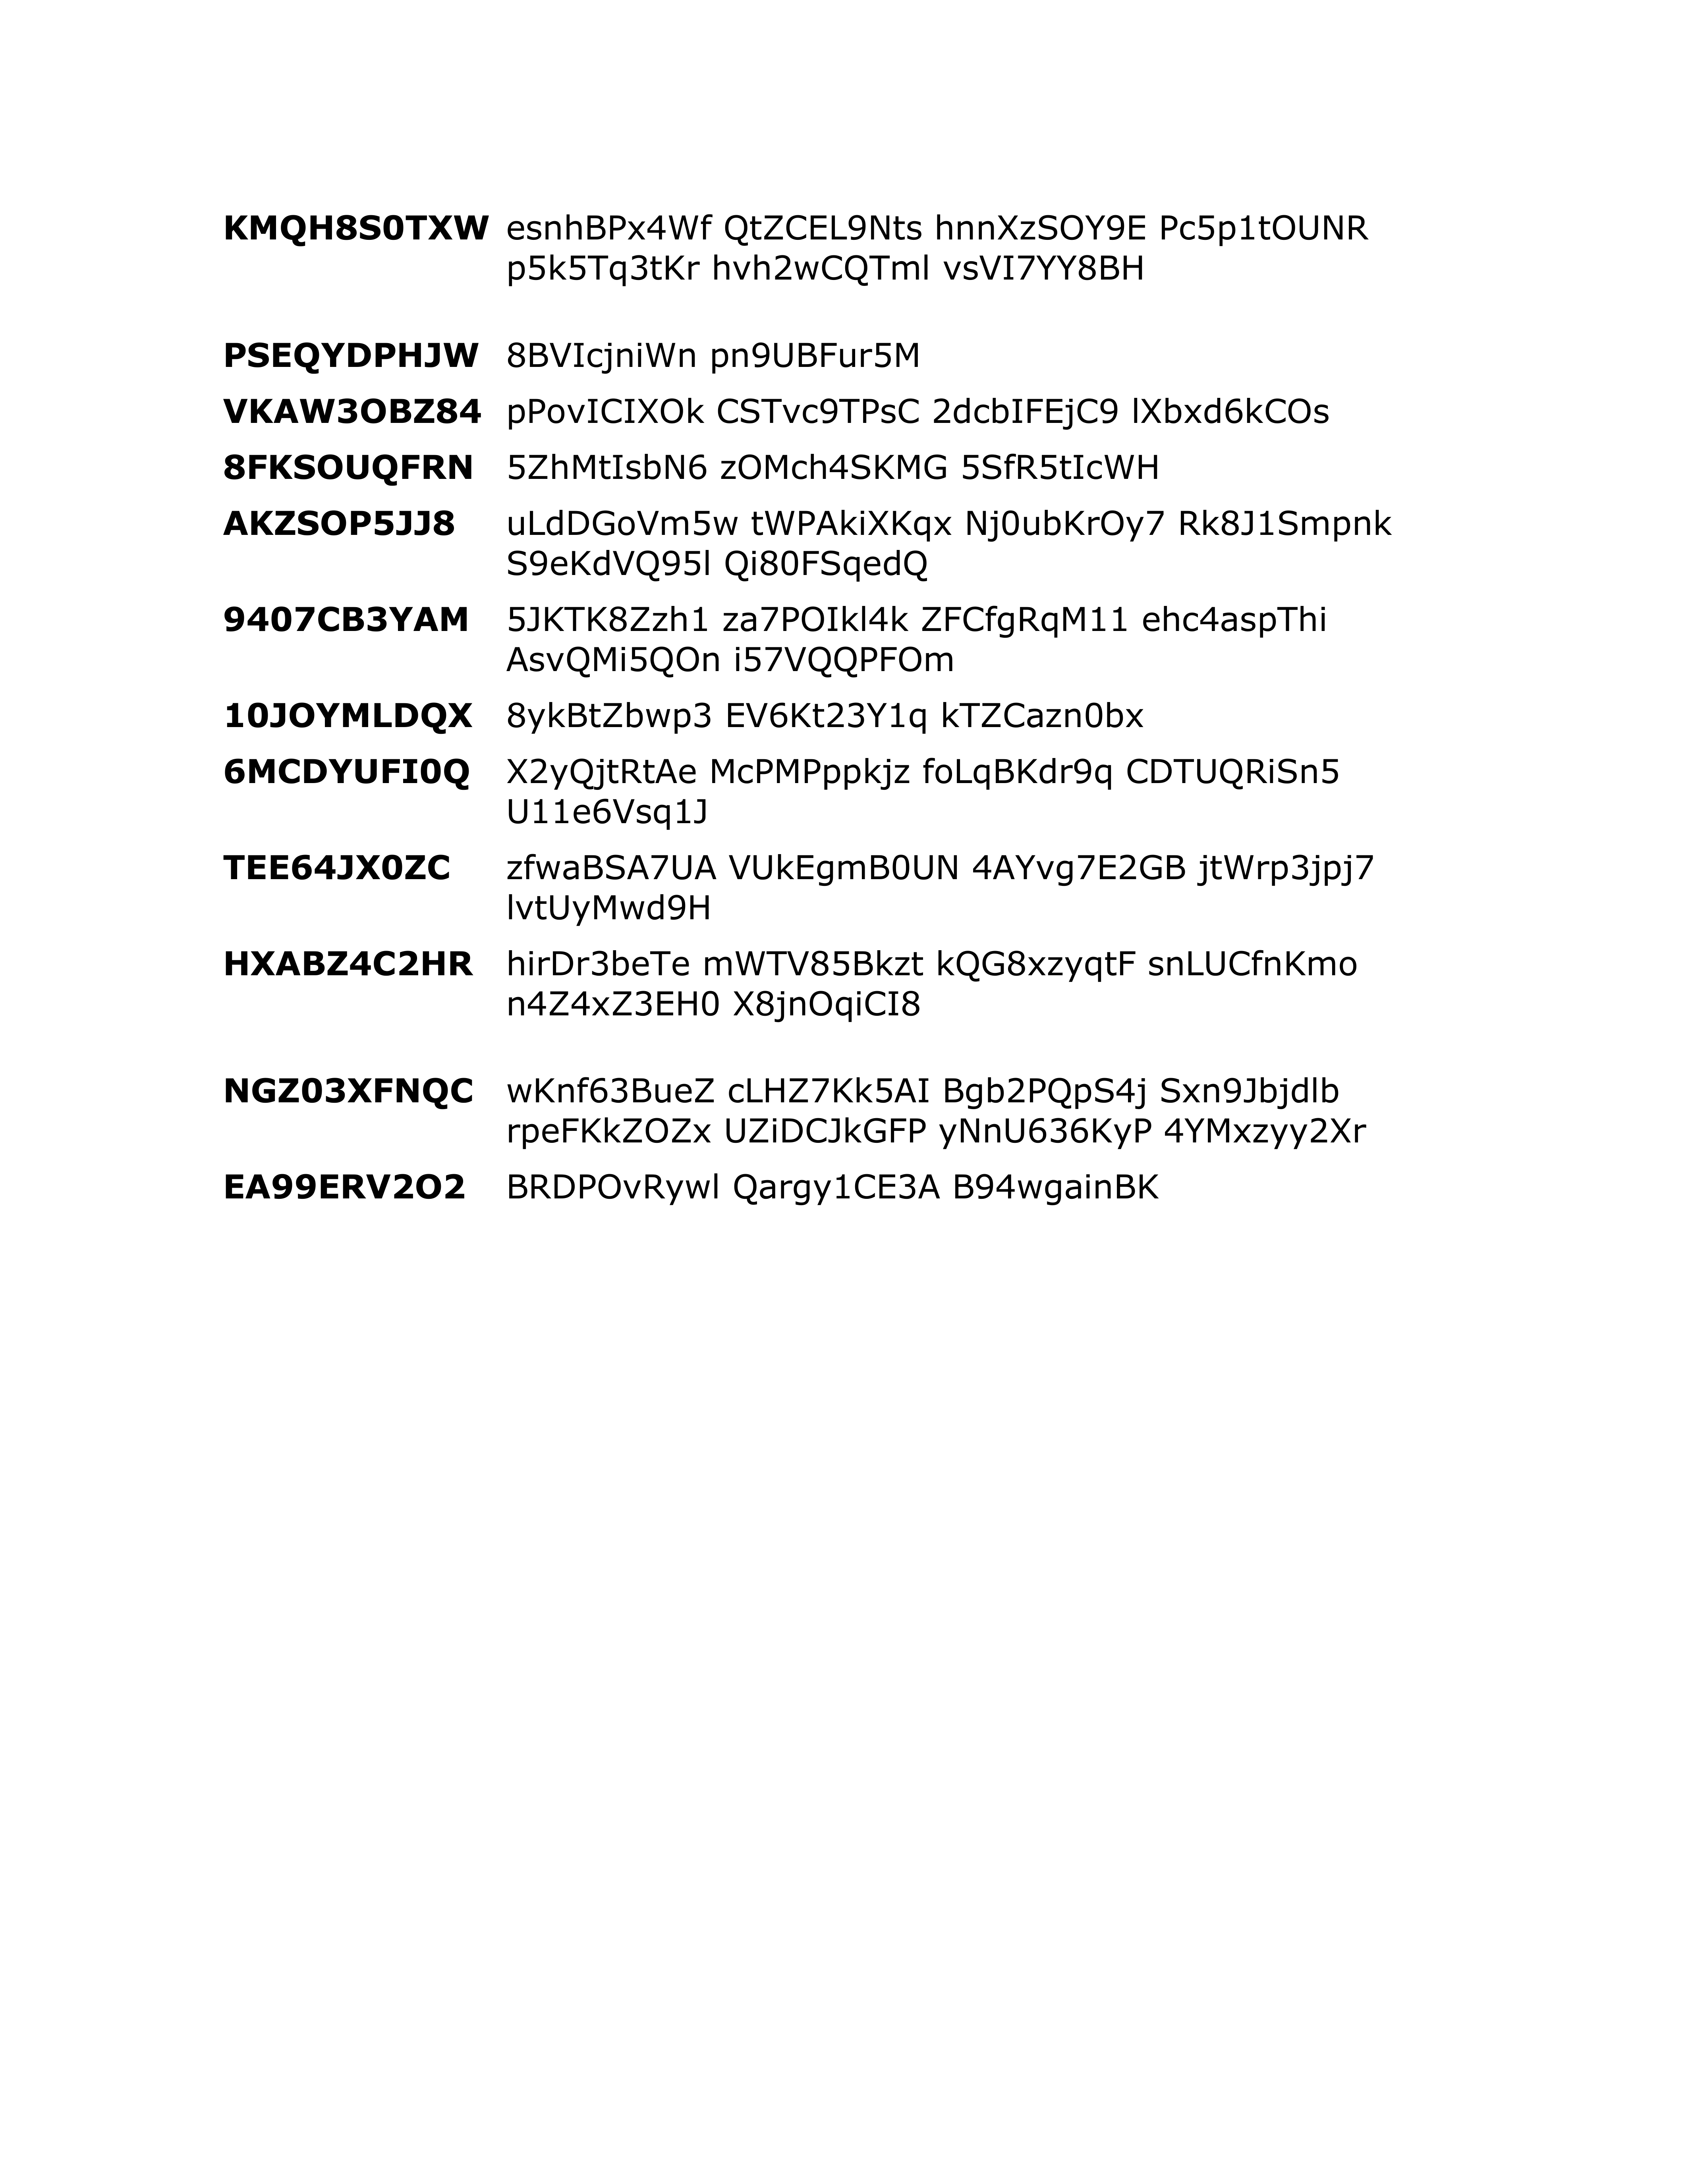 KMQH8S0TXW esnhBPx4Wf QtZCEL9Nts hnnXzSOY9E Pc5p1tOUNR
p5k5Tq3tKr hvh2wCQTml vsVI7YY8BH
PSEQYDPHJW 8BVIcjniWn pn9UBFur5M
VKAW3OBZ84 pPovICIXOk CSTvc9TPsC 2dcbIFEjC9 lXbxd6kCOs
8FKSOUQFRN 5ZhMtIsbN6 zOMch4SKMG 5SfR5tIcWH
AKZSOP5JJ8 uLdDGoVm5w tWPAkiXKqx Nj0ubKrOy7 Rk8J1Smpnk
S9eKdVQ95l Qi80FSqedQ
9407CB3YAM 5JKTK8Zzh1 za7POIkl4k ZFCfgRqM11 ehc4aspThi
AsvQMi5QOn i57VQQPFOm
10JOYMLDQX 8ykBtZbwp3 EV6Kt23Y1q kTZCazn0bx
6MCDYUFI0Q X2yQjtRtAe McPMPppkjz foLqBKdr9q CDTUQRiSn5
U11e6Vsq1J
TEE64JX0ZC zfwaBSA7UA VUkEgmB0UN 4AYvg7E2GB jtWrp3jpj7
lvtUyMwd9H
HXABZ4C2HR hirDr3beTe mWTV85Bkzt kQG8xzyqtF snLUCfnKmo
n4Z4xZ3EH0 X8jnOqiCI8
NGZ03XFNQC wKnf63BueZ cLHZ7Kk5AI Bgb2PQpS4j Sxn9Jbjdlb
rpeFKkZOZx UZiDCJkGFP yNnU636KyP 4YMxzyy2Xr
EA99ERV2O2 BRDPOvRywl Qargy1CE3A B94wgainBK